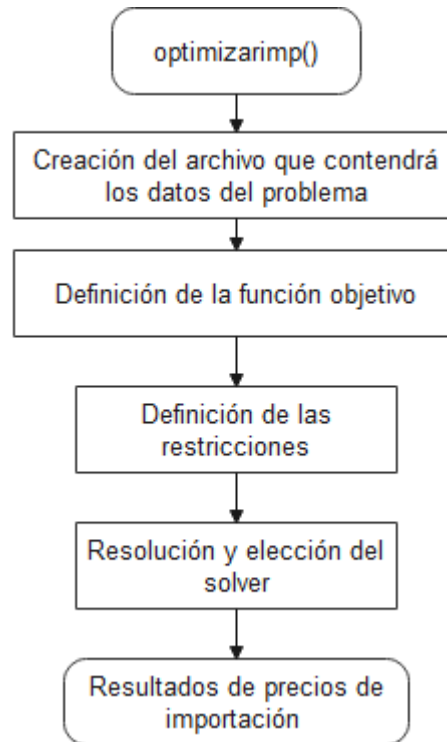 optimizarimp()
Creación del archivo que contendrá
los datos del problema
Definición de la función objetivo
Definición de las
restricciones
Resolución y elección del
solver
Resultados de precios de
importación